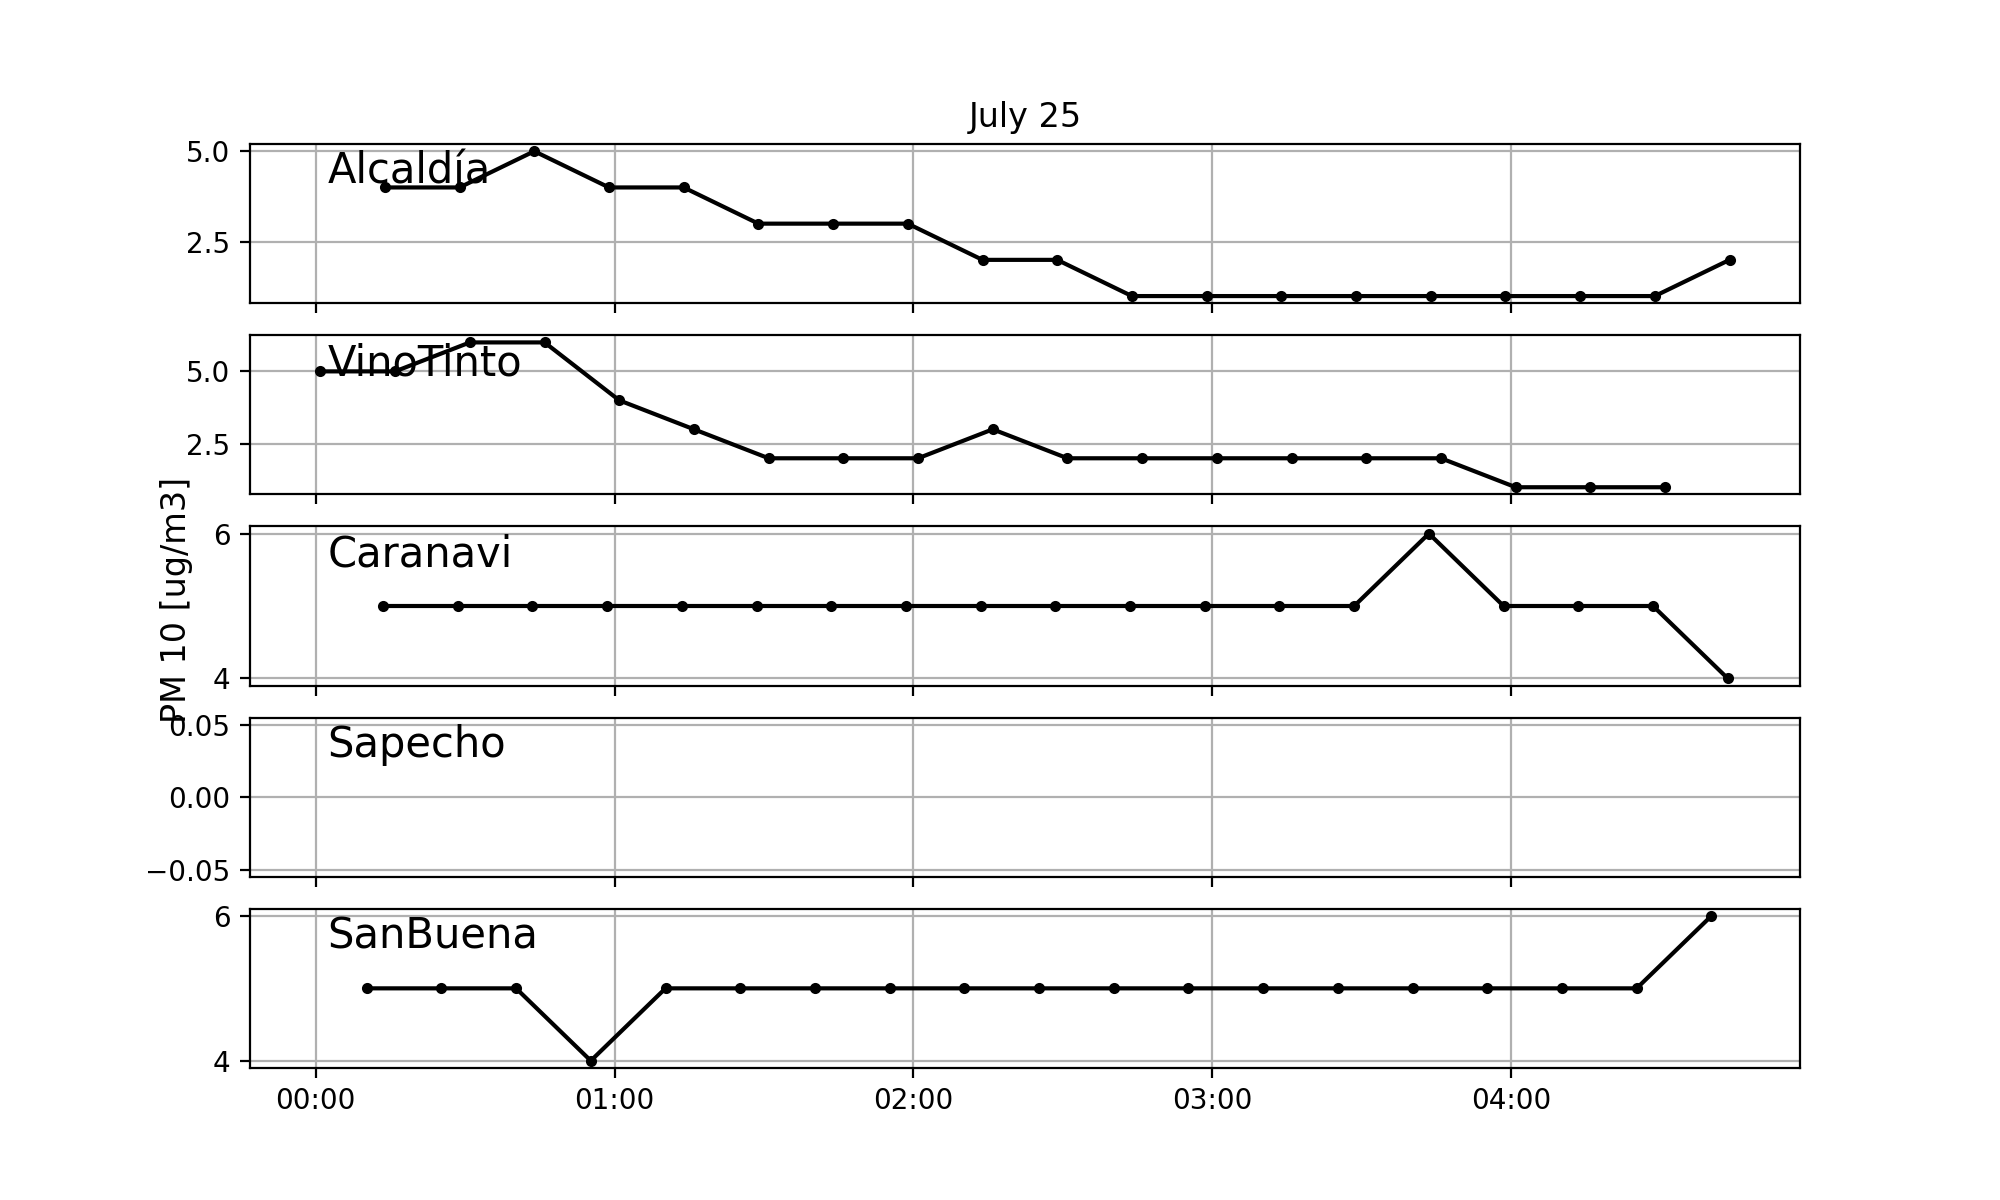 July 25
PM 10 [ug/m3]
5.0
2.5
Alcaldía
5.0
2.5
VinoTinto
6
4
Caranavi
0.05
0.00
−0.05
Sapecho
6
4
SanBuena
00:00 01:00 02:00 03:00 04:00